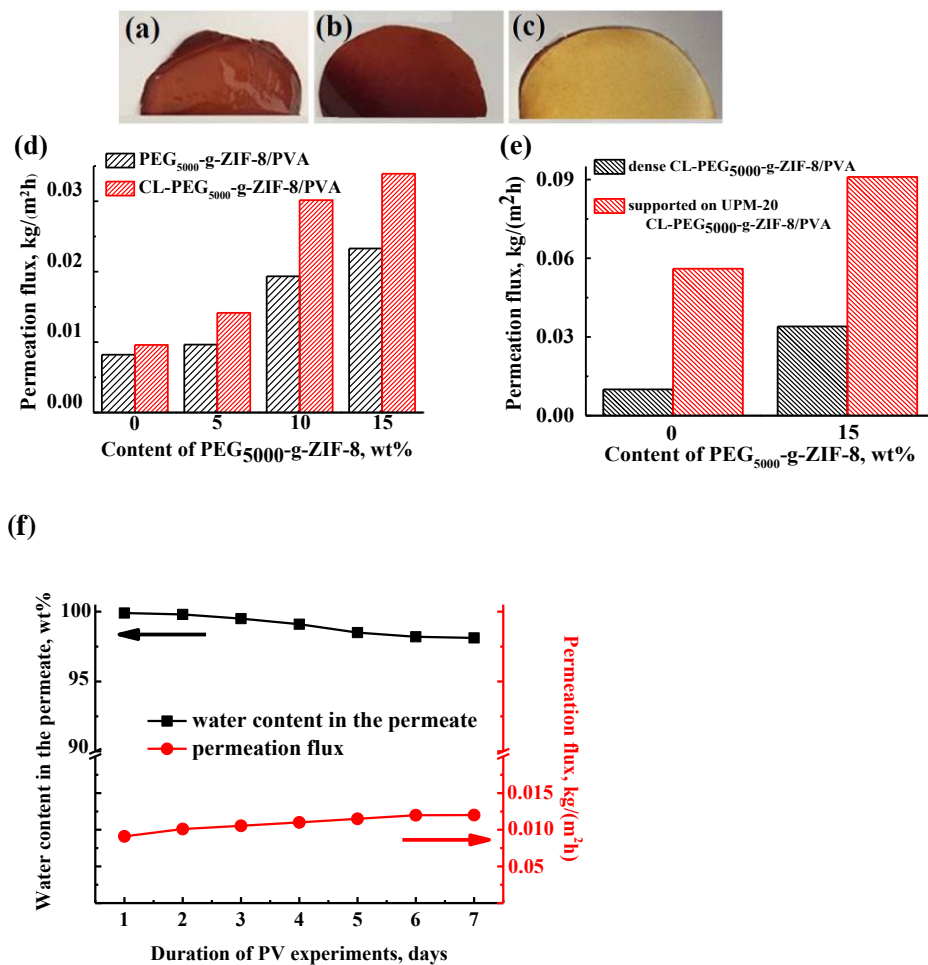 (a)
(b)
(c)
(d)
PEG5000-g-ZIF-8/PVA
CL-PEG5000-g-ZIF-8/PVA
Permeation flux, kg/(m²h)
0.03
0.02
0.01
0.00
0 5 10 15
Content of PEG5000-g-ZIF-8, wt%
(e)
dense CL-PEG5000-g-ZIF-8/PVA
supported on UPM-20
CL-PEG5000-g-ZIF-8/PVA
Permeation flux, kg/(m²h)
0.09
0.06
0.03
0.00
0 15
Content of PEG5000-g-ZIF-8, wt%
(f)
Water content in the permeate, wt%
100
95
90
water content in the permeate
permeation flux
Permeation flux, kg/(m²h)
0.015
0.010
0.05
1 2 3 4 5 6 7
Duration of PV experiments, days